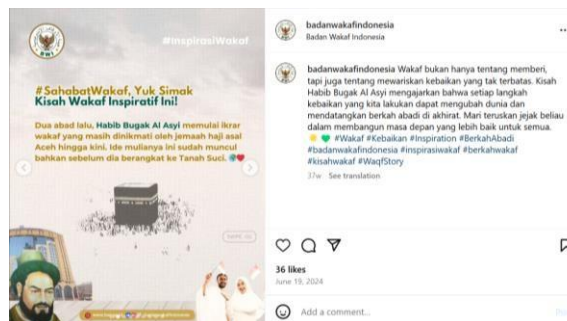 BWI
#InspirasiWakaf
#SahabatWakaf, Yuk Simak
Kisah Wakaf Inspiratif Ini!
Dua abad lalu, Habib Bugak Al Asyi memulai ikrar
wakaf yang masih dinikmati oleh jemaah haji asal
Aceh hingga kini. Ide mulianya ini sudah muncul
bahkan sebelum dia berangkat ke Tanah Suci. 🌍❤️
badanwakafindonesia
Badan Wakaf Indonesia
badanwakafindonesia Wakaf bukan hanya tentang memberi,
tapi juga tentang mewariskan kebaikan yang tak terbatas. Kisah
Habib Bugak Al Asyi mengajarkan bahwa setiap langkah
kebaikan yang kita lakukan dapat mengubah dunia dan
mendatangkan berkah abadi di akhirat. Mari teruskan jejak beliau
dalam membangun masa depan yang lebih baik untuk semua.
🌟 💚 #Wakaf #Kebaikan #Inspiration #BerkahAbadi
#badanwakafindonesia #inspirasiwakaf #berkahwakaf
#kisahwakaf #WaqfStory
37w See translation
36 likes
June 19, 2024
Add a comment...